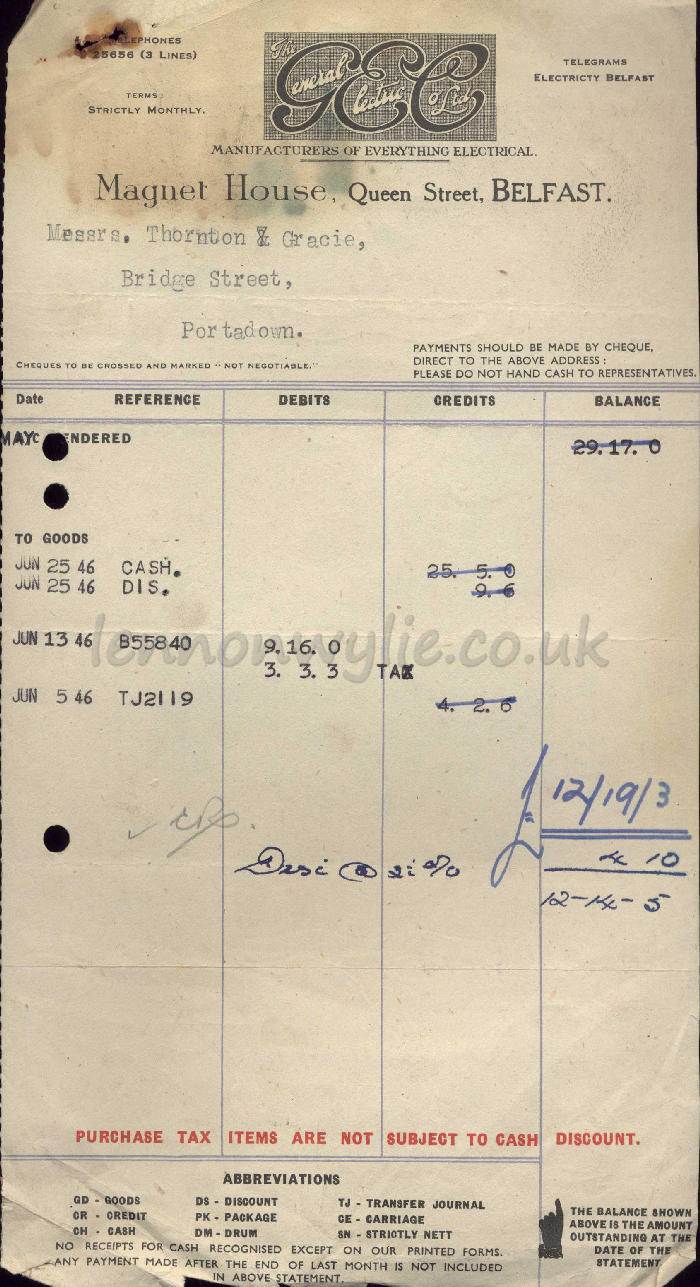 TELEPHONES
25656 (3 LINES)
TERMS:
STRICTLY MONTHLY.
The General Electric Co Ltd.
TELEGRAMS
ELECTRICTY BELFAST
MANUFACTURERS OF EVERYTHING ELECTRICAL.
Magnet House, Queen Street, BELFAST.
Messrs. Thornton & Gracie,
Bridge Street,
Portadown.
CHEQUES TO BE CROSSED AND MARKED "NOT NEGOTIABLE."
PAYMENTS SHOULD BE MADE BY CHEQUE,
DIRECT TO THE ABOVE ADDRESS:
PLEASE DO NOT HAND CASH TO REPRESENTATIVES.
Date REFERENCE DEBITS CREDITS BALANCE
MAY A/C RENDERED 29.17.0
TO GOODS
JUN 25 46 CASH. 25. 5.0
JUN 25 46 DIS. 9.6
JUN 13 46 B55840 9.16.0
3. 3.3 TAX
JUN 5 46 TJ2119 4. 2.6
lennonwylie.co.uk
£ 12/19/3
4 10
Disc @ 2½%
12-14-5
PURCHASE TAX ITEMS ARE NOT SUBJECT TO CASH DISCOUNT.
ABBREVIATIONS
GD - GOODS DS - DISCOUNT TJ - TRANSFER JOURNAL
CR - CREDIT PK - PACKAGE CE - CARRIAGE
CH - CASH DM - DRUM SN - STRICTLY NETT
NO RECEIPTS FOR CASH RECOGNISED EXCEPT ON OUR PRINTED FORMS.
ANY PAYMENT MADE AFTER THE END OF LAST MONTH IS NOT INCLUDED
IN ABOVE STATEMENT.
THE BALANCE SHOWN
ABOVE IS THE AMOUNT
OUTSTANDING AT THE
DATE OF THE
STATEMENT